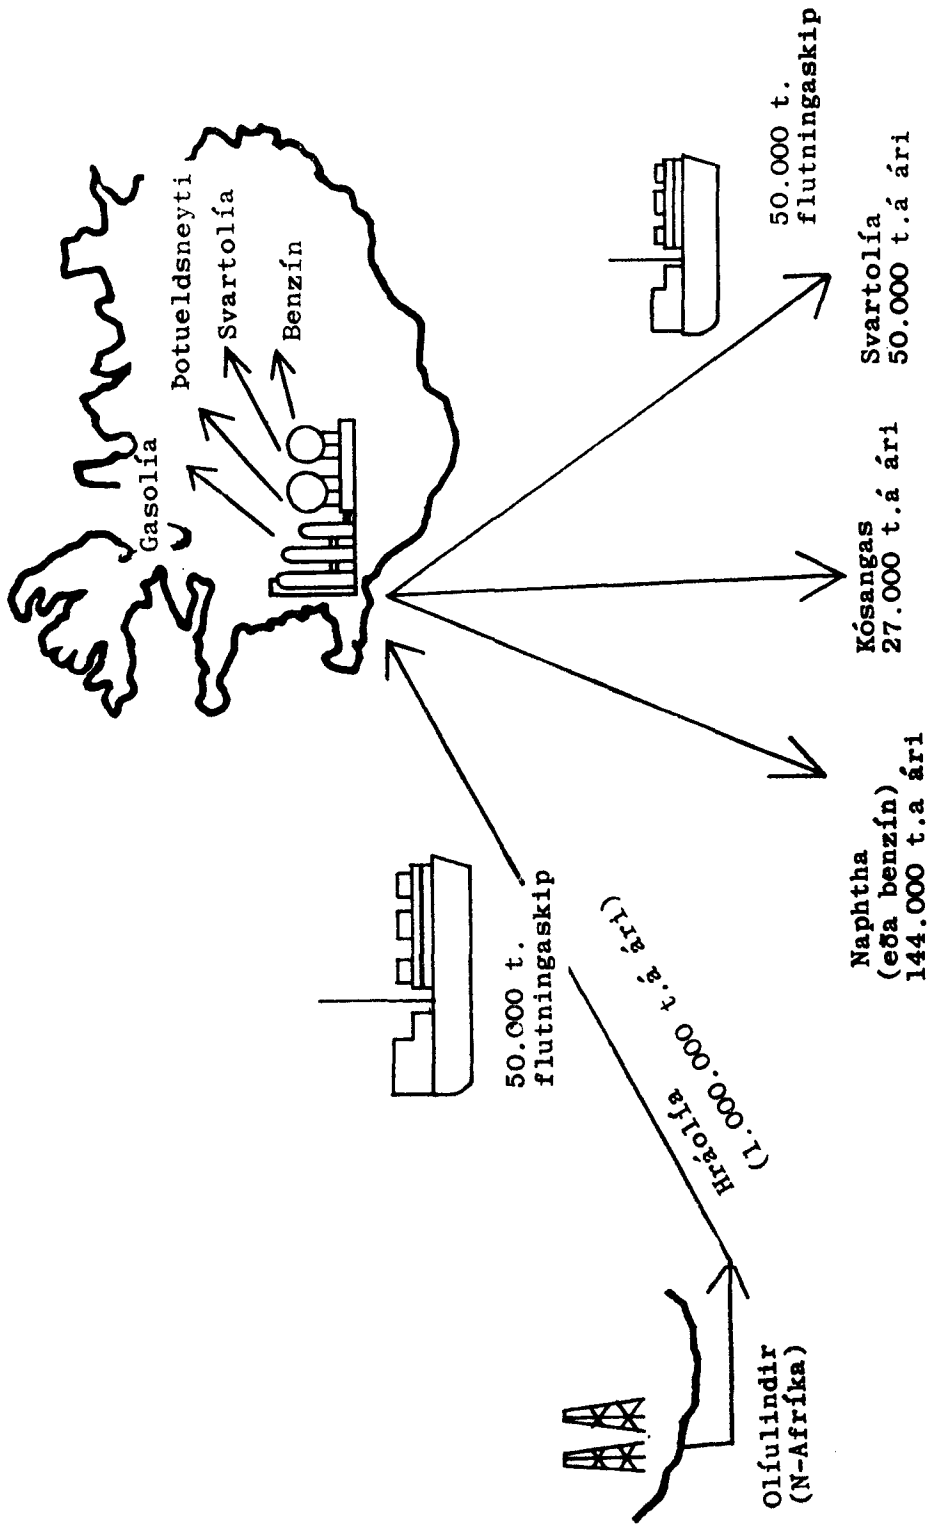 Gasolía
Þotueldsneyti
Svartolía
Benzín
50.000 t.
flutningaskip
50.000 t.
flutningaskip
Hráolía
(1.000.000 t.á ári)
Olíulindir
(N-Afríka)
Naphtha
(eða benzín)
144.000 t.a ári
Kósangas
27.000 t.á ári
Svartolía
50.000 t.á ári